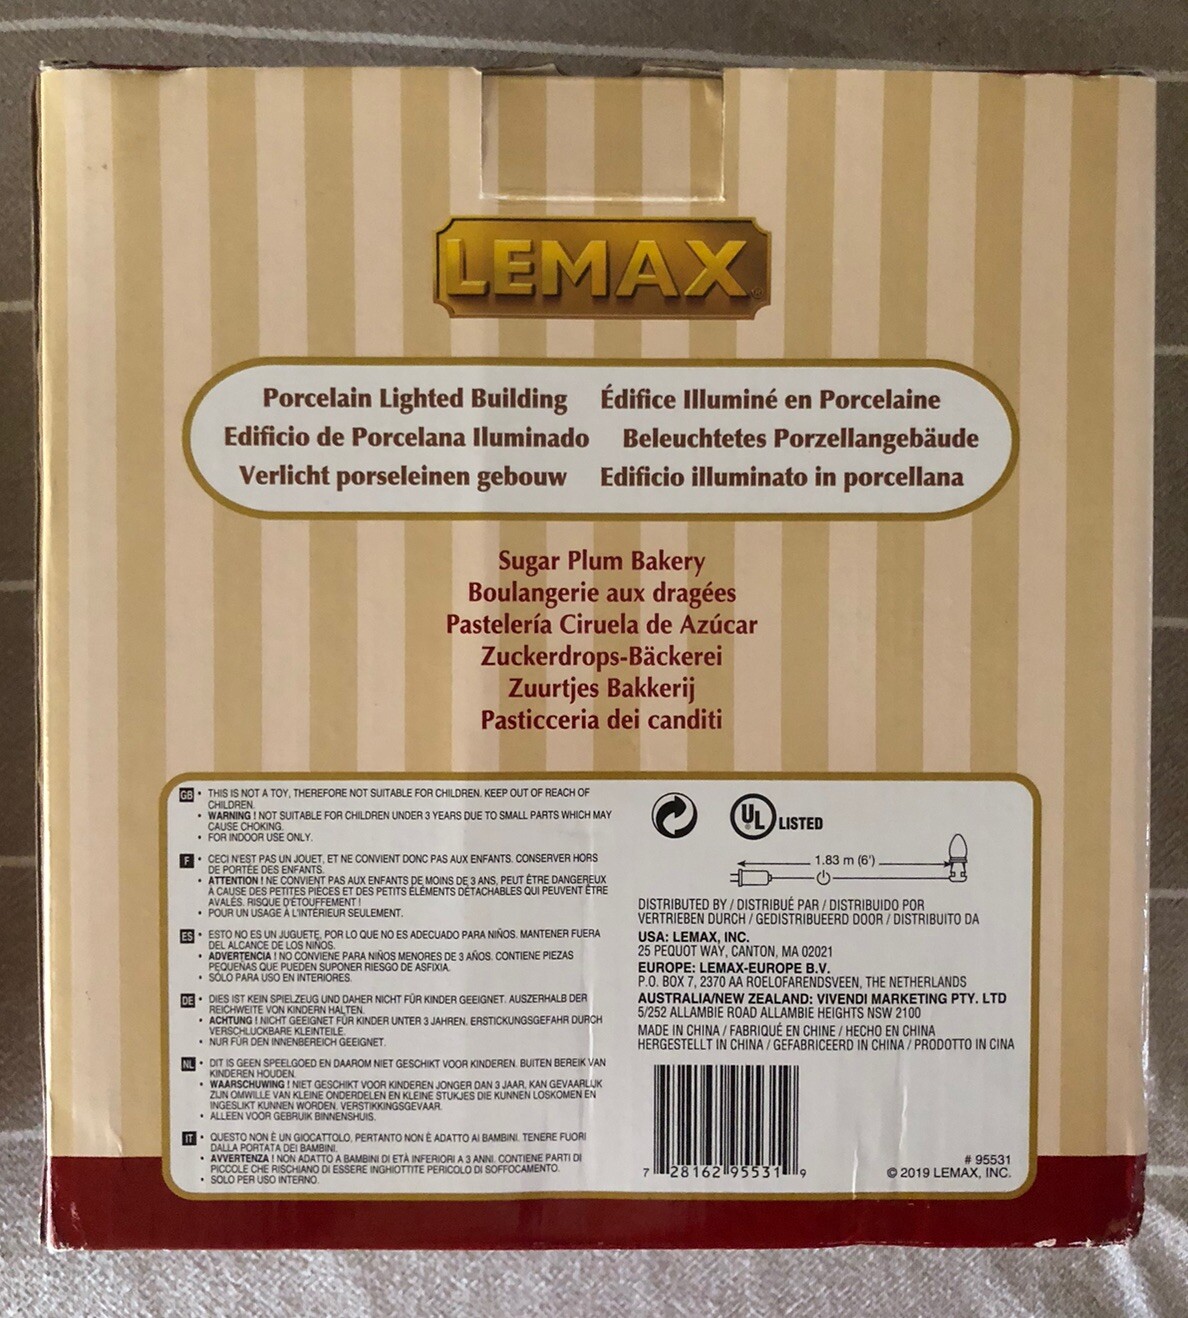 LEMAX
Porcelain Lighted Building Édifice Illuminé en Porcelaine
Edificio de Porcelana Iluminado Beleuchtetes Porzellangebäude
Verlicht porseleinen gebouw Edificio illuminato in porcellana
Sugar Plum Bakery
Boulangerie aux dragées
Pastelería Ciruela de Azúcar
Zuckerdrops-Bäckerei
Zuurtjes Bakkerij
Pasticceria dei canditi
GB • THIS IS NOT A TOY, THEREFORE NOT SUITABLE FOR CHILDREN. KEEP OUT OF REACH OF
CHILDREN.
• WARNING ! NOT SUITABLE FOR CHILDREN UNDER 3 YEARS DUE TO SMALL PARTS WHICH MAY
CAUSE CHOKING.
• FOR INDOOR USE ONLY.
F • CECI N'EST PAS UN JOUET, ET NE CONVIENT DONC PAS AUX ENFANTS. CONSERVER HORS
DE PORTÉE DES ENFANTS.
• ATTENTION ! NE CONVIENT PAS AUX ENFANTS DE MOINS DE 3 ANS, PEUT ÊTRE DANGEREUX
À CAUSE DES PETITES PIÈCES ET DES PETITS ÉLÉMENTS DÉTACHABLES QUI PEUVENT ÊTRE
AVALÉS. RISQUE D'ÉTOUFFEMENT !
• POUR UN USAGE À L'INTÉRIEUR SEULEMENT.
ES • ESTO NO ES UN JUGUETE, POR LO QUE NO ES ADECUADO PARA NIÑOS. MANTENER FUERA
DEL ALCANCE DE LOS NIÑOS.
• ADVERTENCIA ! NO CONVIENE PARA NIÑOS MENORES DE 3 AÑOS. CONTIENE PIEZAS
PEQUEÑAS QUE PUEDEN SUPONER RIESGO DE ASFIXIA.
• SÓLO PARA USO EN INTERIORES.
DE • DIES IST KEIN SPIELZEUG UND DAHER NICHT FÜR KINDER GEEIGNET. AUSZERHALB DER
REICHWEITE VON KINDERN HALTEN.
• ACHTUNG ! NICHT GEEIGNET FÜR KINDER UNTER 3 JAHREN. ERSTICKUNGSGEFAHR DURCH
VERSCHLUCKBARE KLEINTEILE.
• NUR FÜR DEN INNENBEREICH GEEIGNET.
NL • DIT IS GEEN SPEELGOED EN DAAROM NIET GESCHIKT VOOR KINDEREN. BUITEN BEREIK VAN
KINDEREN HOUDEN.
• WAARSCHUWING ! NIET GESCHIKT VOOR KINDEREN JONGER DAN 3 JAAR, KAN GEVAARLIJK
ZIJN OMWILLE VAN KLEINE ONDERDELEN EN KLEINE STUKJES DIE KUNNEN LOSKOMEN EN
INGESLIKT KUNNEN WORDEN. VERSTIKKINGSGEVAAR.
• ALLEEN VOOR GEBRUIK BINNENSHUIS.
IT • QUESTO NON È UN GIOCATTOLO, PERTANTO NON È ADATTO AI BAMBINI. TENERE FUORI
DALLA PORTATA DEI BAMBINI.
• AVVERTENZA ! NON ADATTO A BAMBINI DI ETÀ INFERIORI A 3 ANNI. CONTIENE PARTI DI
PICCOLE CHE RISCHIANO DI ESSERE INGHIOTTITE PERICOLO DI SOFFOCAMENTO.
• SOLO PER USO INTERNO.
UL LISTED
1.83 m (6')
DISTRIBUTED BY / DISTRIBUÉ PAR / DISTRIBUIDO POR
VERTRIEBEN DURCH / GEDISTRIBUEERD DOOR / DISTRIBUITO DA
USA: LEMAX, INC.
25 PEQUOT WAY, CANTON, MA 02021
EUROPE: LEMAX-EUROPE B.V.
P.O. BOX 7, 2370 AA ROELOFARENDSVEEN, THE NETHERLANDS
AUSTRALIA/NEW ZEALAND: VIVENDI MARKETING PTY. LTD
5/252 ALLAMBIE ROAD ALLAMBIE HEIGHTS NSW 2100
MADE IN CHINA / FABRIQUÉ EN CHINE / HECHO EN CHINA
HERGESTELLT IN CHINA / GEFABRICEERD IN CHINA / PRODOTTO IN CINA
7 28162 95531 9
# 95531
© 2019 LEMAX, INC.